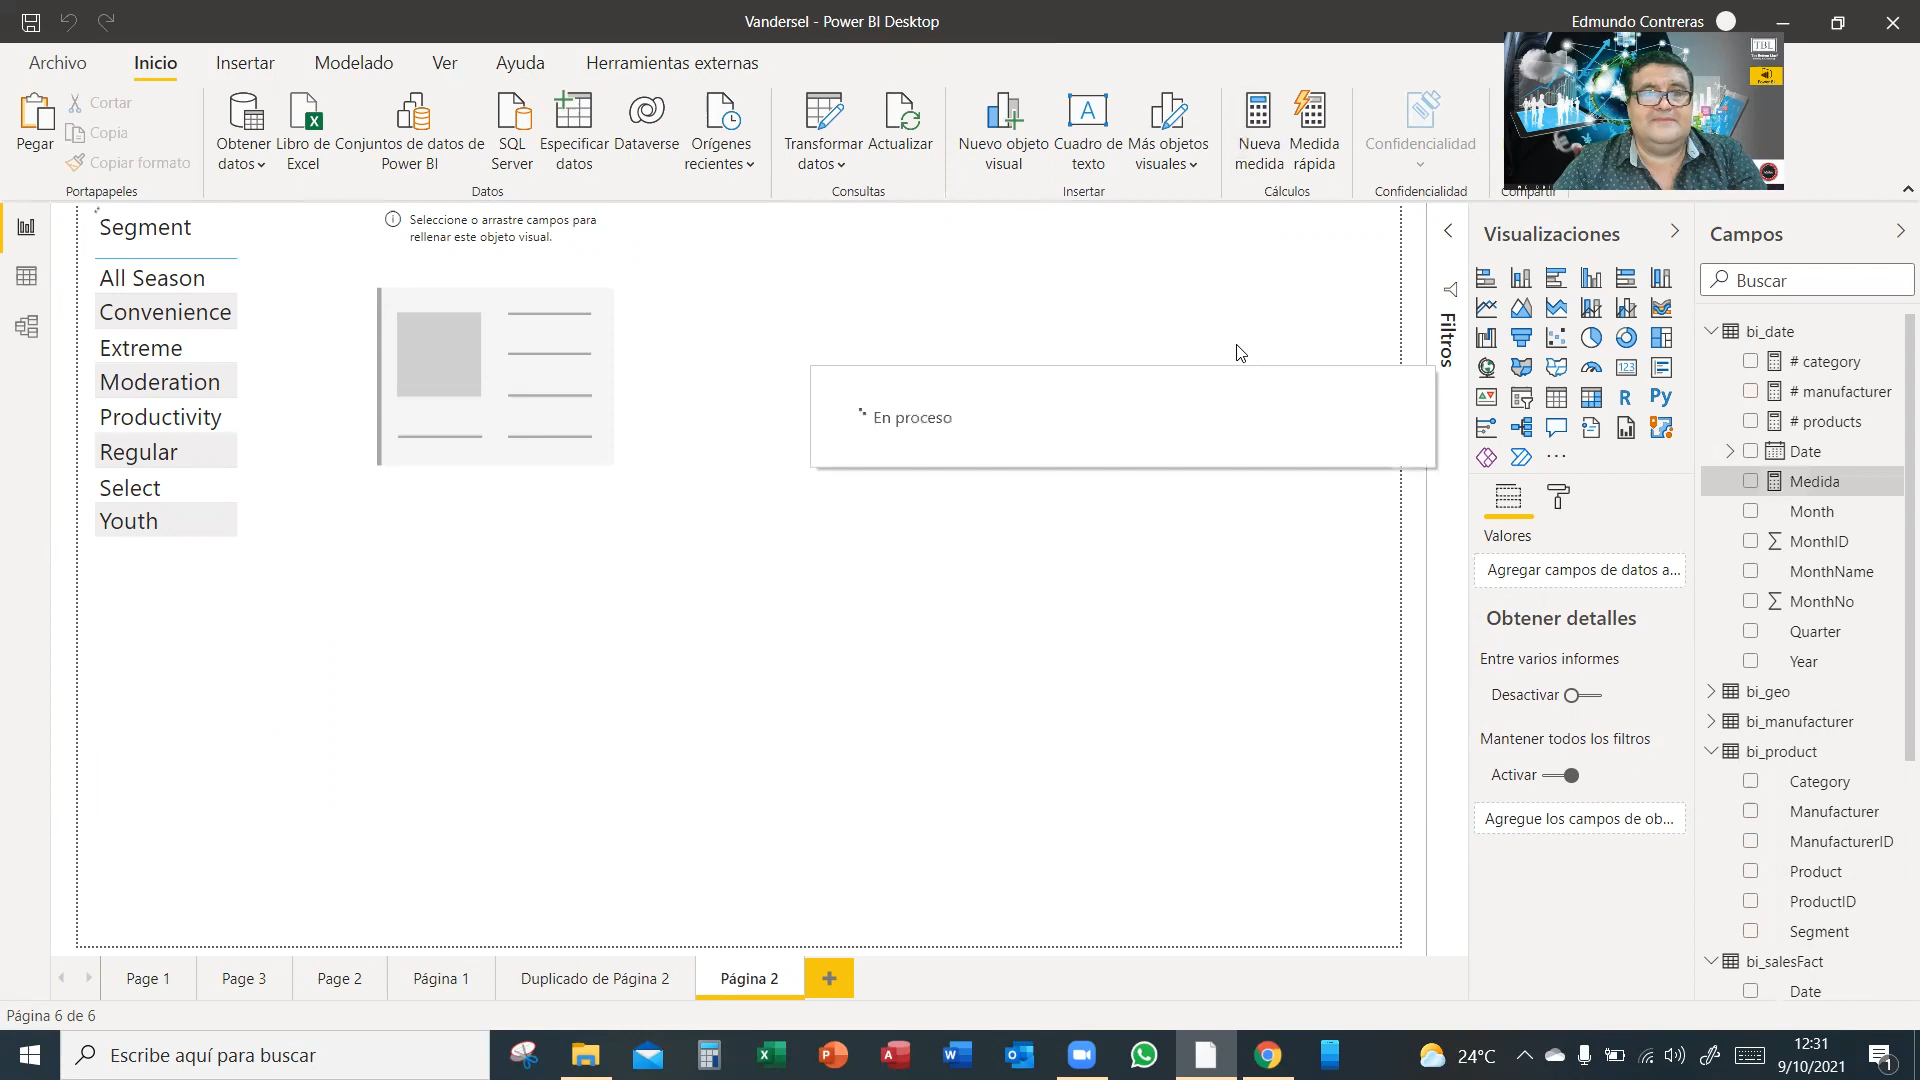 Vandersel - Power BI Desktop
Edmundo Contreras
Archivo
Inicio
Insertar
Modelado
Ver
Ayuda
Herramientas externas
Pegar
Cortar
Copia
Copiar formato
Portapapeles
Obtener datos
Libro de Excel
Conjuntos de datos de Power BI
SQL Server
Especificar datos
Dataverse
Orígenes recientes
Datos
Transformar datos
Actualizar
Consultas
Nuevo objeto visual
Cuadro de texto
Más objetos visuales
Insertar
Nueva medida
Medida rápida
Cálculos
Confidencialidad
Confidencialidad
Compartir
TBL
Segment
All Season
Convenience
Extreme
Moderation
Productivity
Regular
Select
Youth
Seleccione o arrastre campos para
rellenar este objeto visual.
En proceso
Filtros
Visualizaciones
123
R
Py
Valores
Agregar campos de datos a...
Obtener detalles
Entre varios informes
Desactivar
Mantener todos los filtros
Activar
Agregue los campos de ob...
Campos
Buscar
bi_date
# category
# manufacturer
# products
Date
Medida
Month
MonthID
MonthName
MonthNo
Quarter
Year
bi_geo
bi_manufacturer
bi_product
Category
Manufacturer
ManufacturerID
Product
ProductID
Segment
bi_salesFact
Date
Page 1
Page 3
Page 2
Página 1
Duplicado de Página 2
Página 2
Página 6 de 6
Escribe aquí para buscar
24°C
12:31
9/10/2021
1